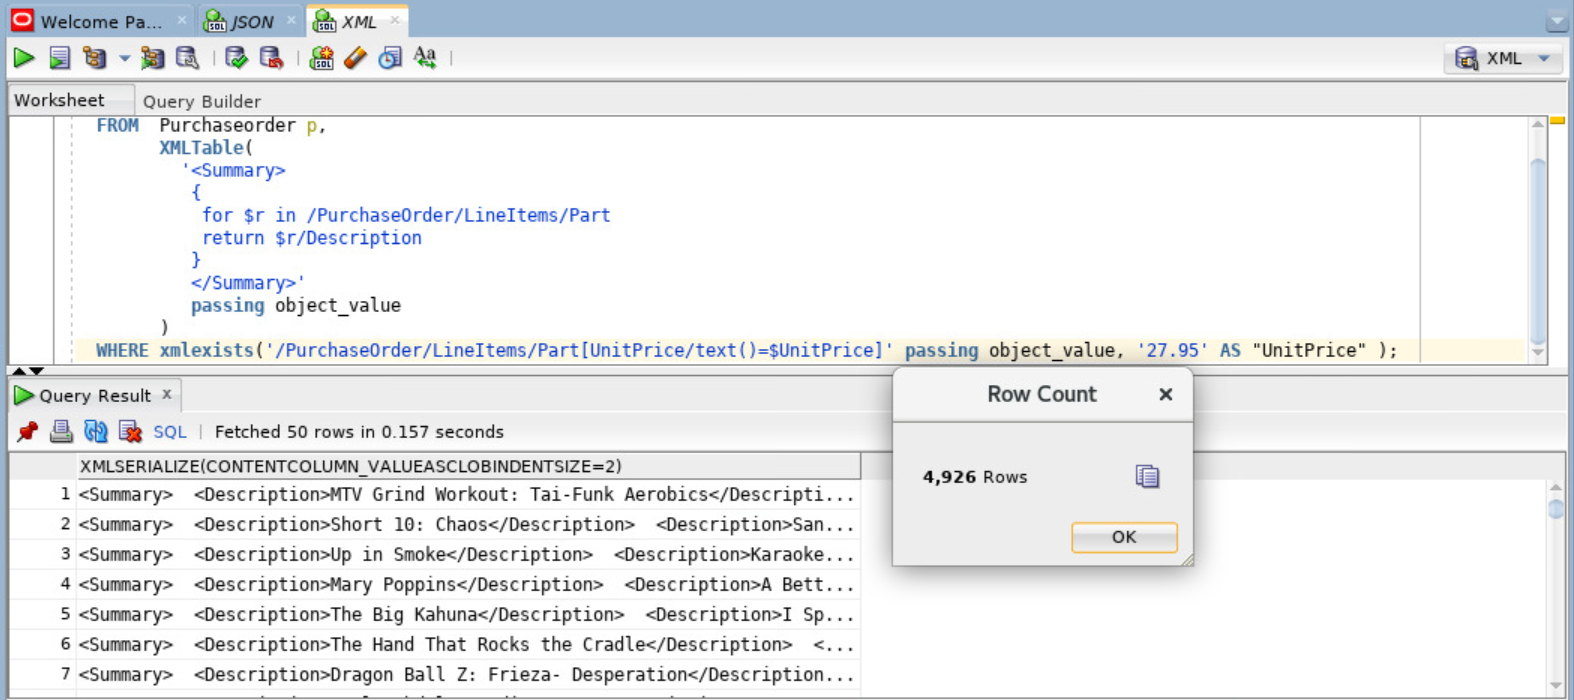 Welcome Pa...
JSON
XML
XML
Worksheet
Query Builder
FROM  Purchaseorder p,
XMLTable(
'<Summary>
{
for $r in /PurchaseOrder/LineItems/Part
return $r/Description
}
</Summary>'
passing object_value
)
WHERE xmlexists('/PurchaseOrder/LineItems/Part[UnitPrice/text()=$UnitPrice]' passing object_value, '27.95' AS "UnitPrice" );
Query Result
SQL | Fetched 50 rows in 0.157 seconds
XMLSERIALIZE(CONTENTCOLUMN_VALUEASCLOBINDENTSIZE=2)
1 <Summary>  <Description>MTV Grind Workout: Tai-Funk Aerobics</Descripti...
2 <Summary>  <Description>Short 10: Chaos</Description>  <Description>San...
3 <Summary>  <Description>Up in Smoke</Description>  <Description>Karaoke...
4 <Summary>  <Description>Mary Poppins</Description>  <Description>A Bett...
5 <Summary>  <Description>The Big Kahuna</Description>  <Description>I Sp...
6 <Summary>  <Description>The Hand That Rocks the Cradle</Description>  <...
7 <Summary>  <Description>Dragon Ball Z: Frieza- Desperation</Description...
Row Count
4,926 Rows
OK